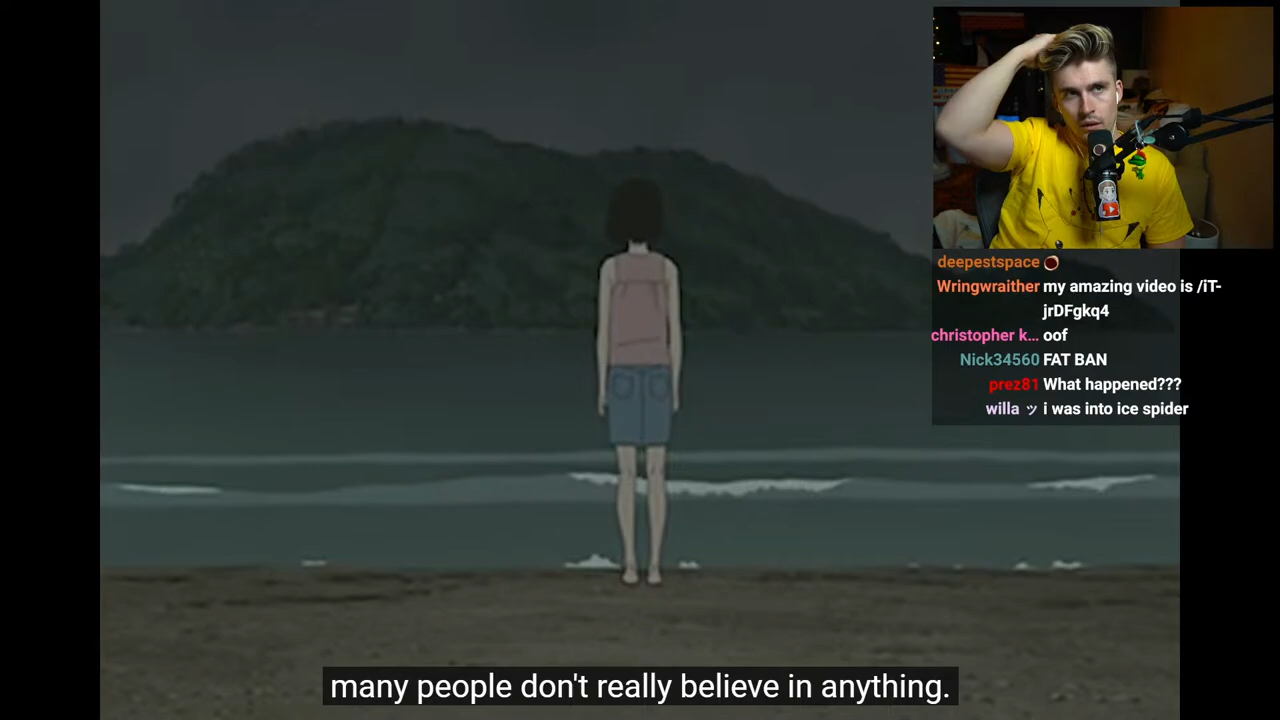 deepestspace
Wringwraither my amazing video is /iT-
jrDFgkq4
christopher k... oof
Nick34560 FAT BAN
prez81 What happened???
willa ッ i was into ice spider
many people don't really believe in anything.